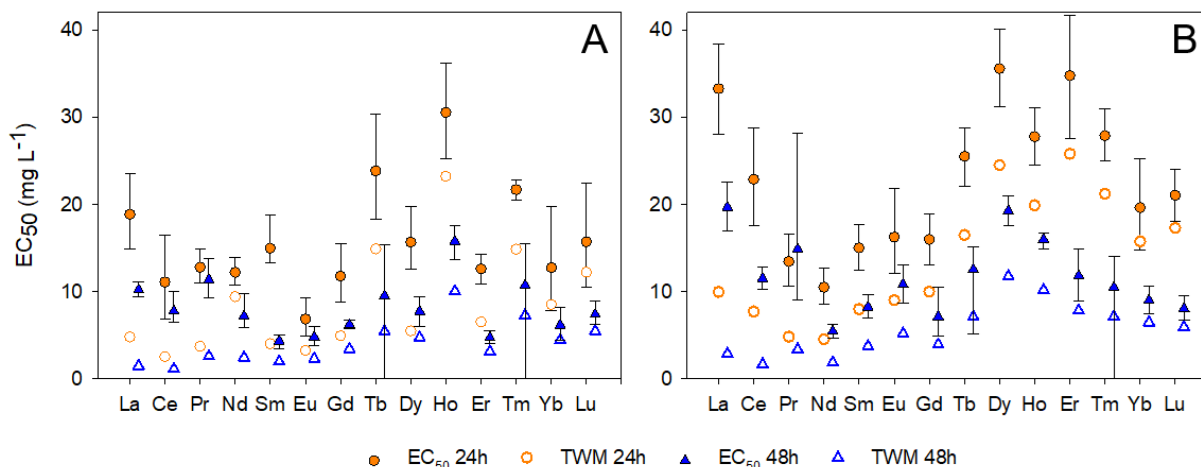 A
B
EC₅₀ (mg L⁻¹)
40
30
20
10
0
40
30
20
10
0
La Ce Pr Nd Sm Eu Gd Tb Dy Ho Er Tm Yb Lu
La Ce Pr Nd Sm Eu Gd Tb Dy Ho Er Tm Yb Lu
EC₅₀ 24h TWM 24h EC₅₀ 48h TWM 48h